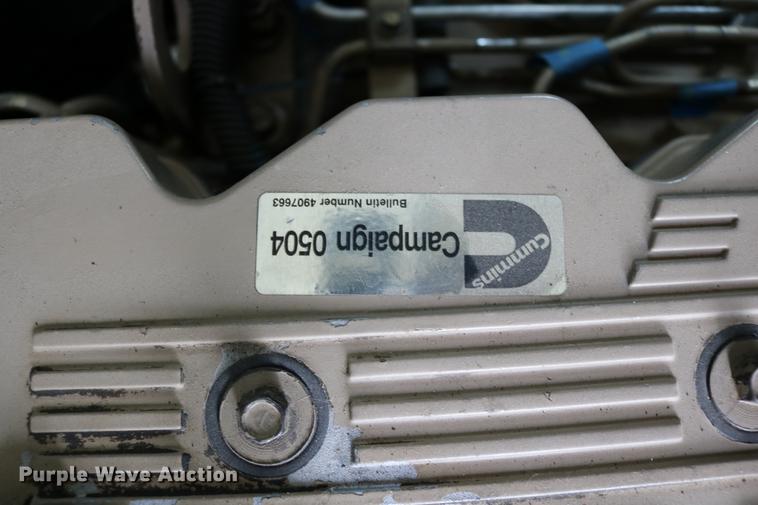 Cummins
Campaign 0504
Bulletin Number 4907663
Purple Wave Auction